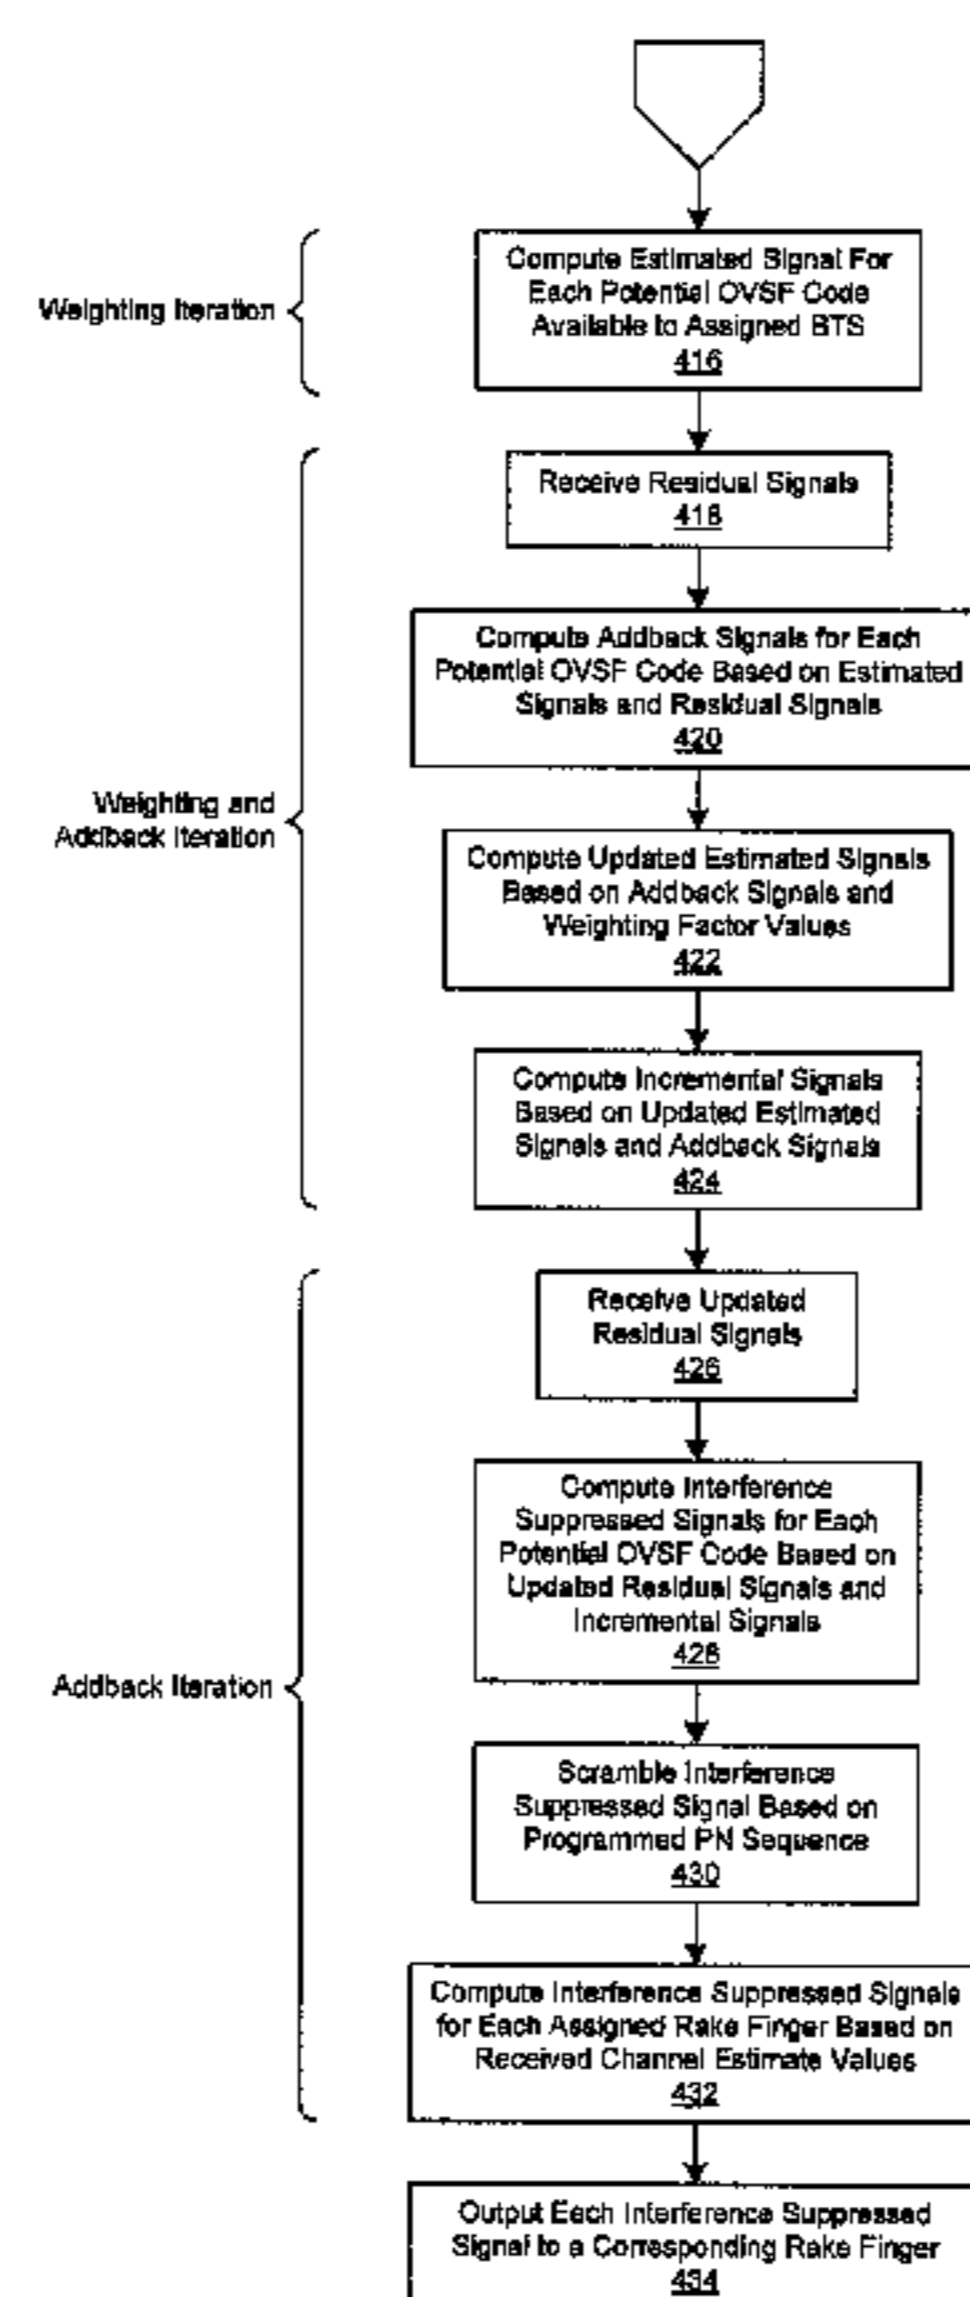 Weighting Iteration
Compute Estimated Signal For
Each Potential OVSF Code
Available to Assigned BTS
416
Receive Residual Signals
418
Compute Addback Signals for Each
Potential OVSF Code Based on Estimated
Signals and Residual Signals
420
Weighting and
Addback Iteration
Compute Updated Estimated Signals
Based on Addback Signals and
Weighting Factor Values
422
Compute Incremental Signals
Based on Updated Estimated
Signals and Addback Signals
424
Receive Updated
Residual Signals
426
Compute Interference
Suppressed Signals for Each
Potential OVSF Code Based on
Updated Residual Signals and
Incremental Signals
428
Addback Iteration
Scramble Interference
Suppressed Signal Based on
Programmed PN Sequence
430
Compute Interference Suppressed Signals
for Each Assigned Rake Finger Based on
Received Channel Estimate Values
432
Output Each Interference Suppressed
Signal to a Corresponding Rake Finger
434